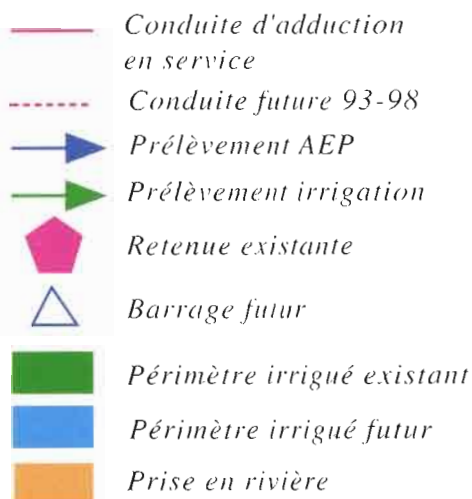 Conduite d'adduction
en service
Conduite future 93-98
Prélèvement AEP
Prélèvement irrigation
Retenue existante
Barrage futur
Périmètre irrigué existant
Périmètre irrigué futur
Prise en rivière